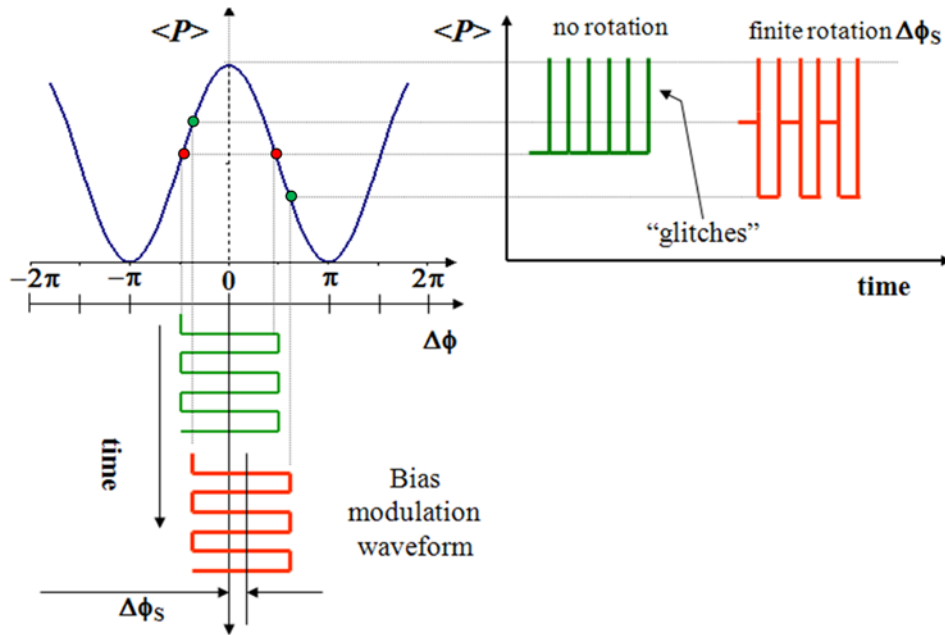 <P>
<P>
no rotation
finite rotation Δϕs
“glitches”
time
−2π
−π
0
π
2π
Δϕ
time
Bias
modulation
waveform
Δϕs